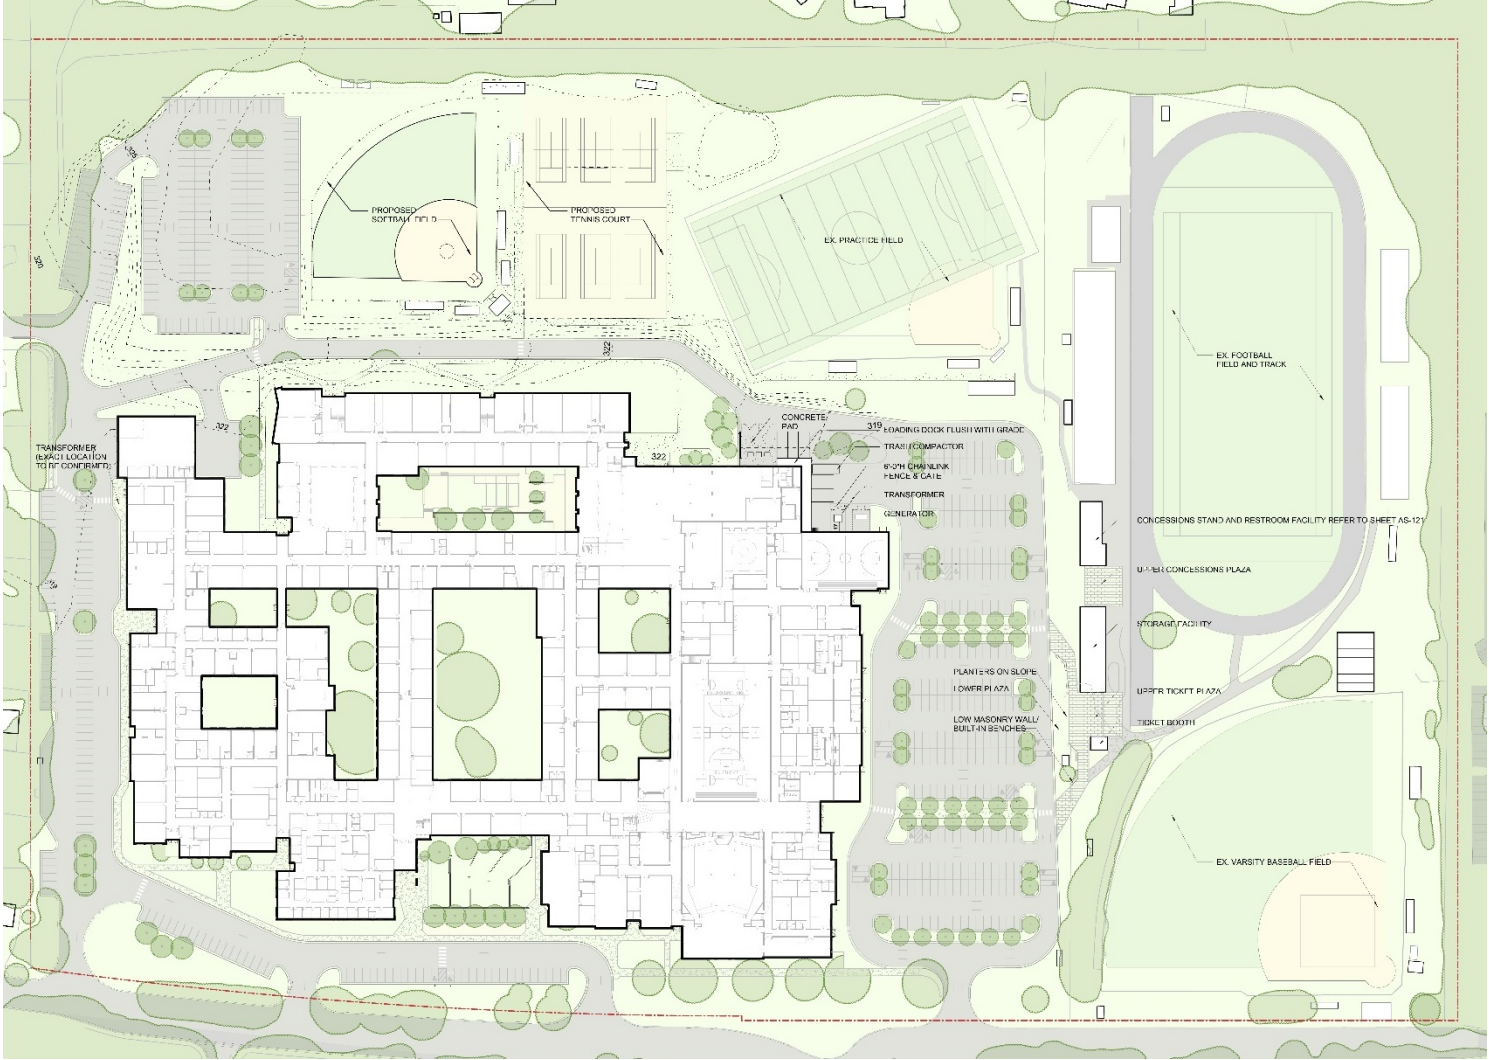 325
320
PROPOSED
SOFTBALL FIELD
PROPOSED
TENNIS COURT
EX. PRACTICE FIELD
322
EX. FOOTBALL
FIELD AND TRACK
CONCRETE
PAD
322
319
LOADING DOCK FLUSH WITH GRADE
TRASH COMPACTOR
TRANSFORMER
(EXACT LOCATION
TO BE CONFIRMED)
322
6'-0"H CHAINLINK
FENCE & GATE
TRANSFORMER
GENERATOR
CONCESSIONS STAND AND RESTROOM FACILITY REFER TO SHEET AS-121
UPPER CONCESSIONS PLAZA
STORAGE FACILITY
PLANTERS ON SLOPE
LOWER PLAZA
UPPER TICKET PLAZA
LOW MASONRY WALL/
BUILT-IN BENCHES
TICKET BOOTH
EX. VARSITY BASEBALL FIELD